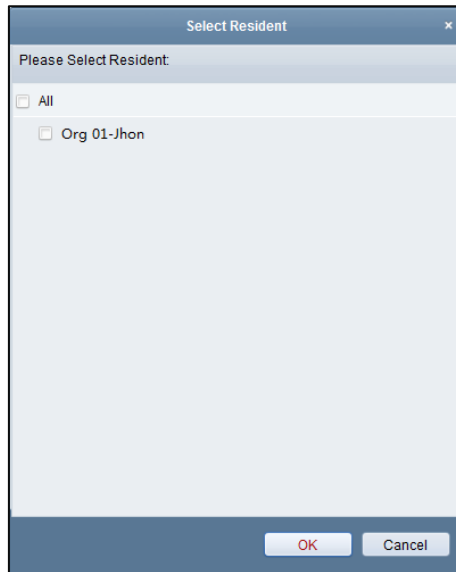 Select Resident
×
Please Select Resident:
All
Org 01-Jhon
OK
Cancel